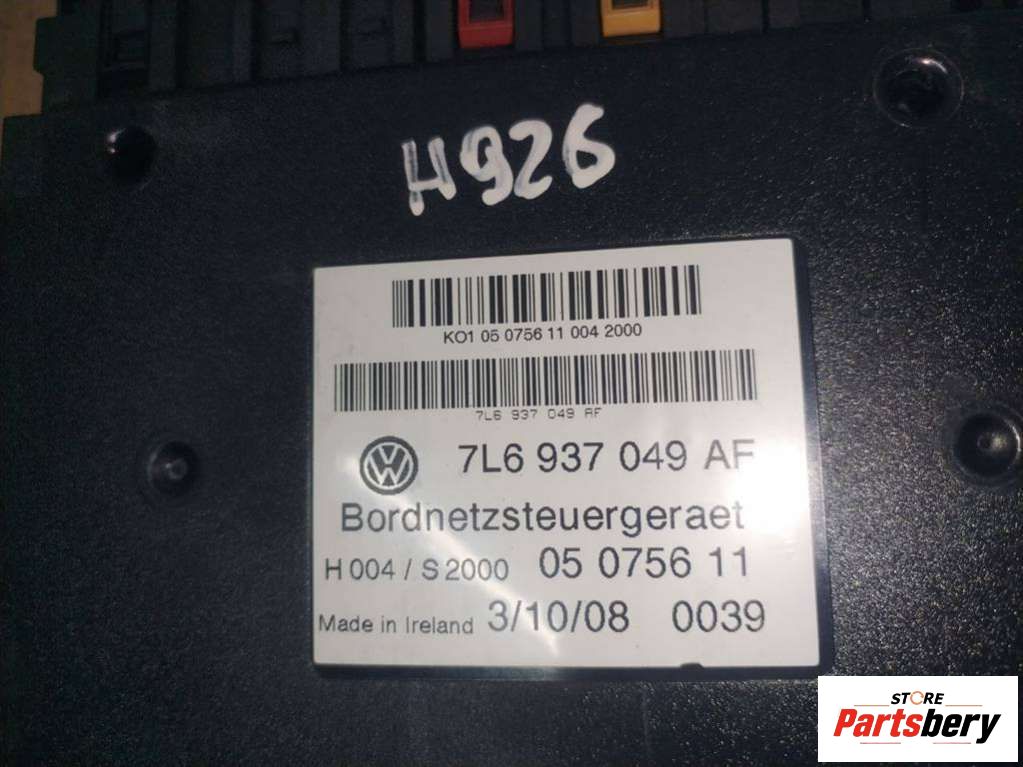 H926
KO1 05 0756 11 004 2000
7L6 937 049 AF
7L6 937 049 AF
Bordnetzsteuergeraet
H 004 / S 2000 05 0756 11
Made in Ireland 3/10/08 0039
STORE
Partsbery